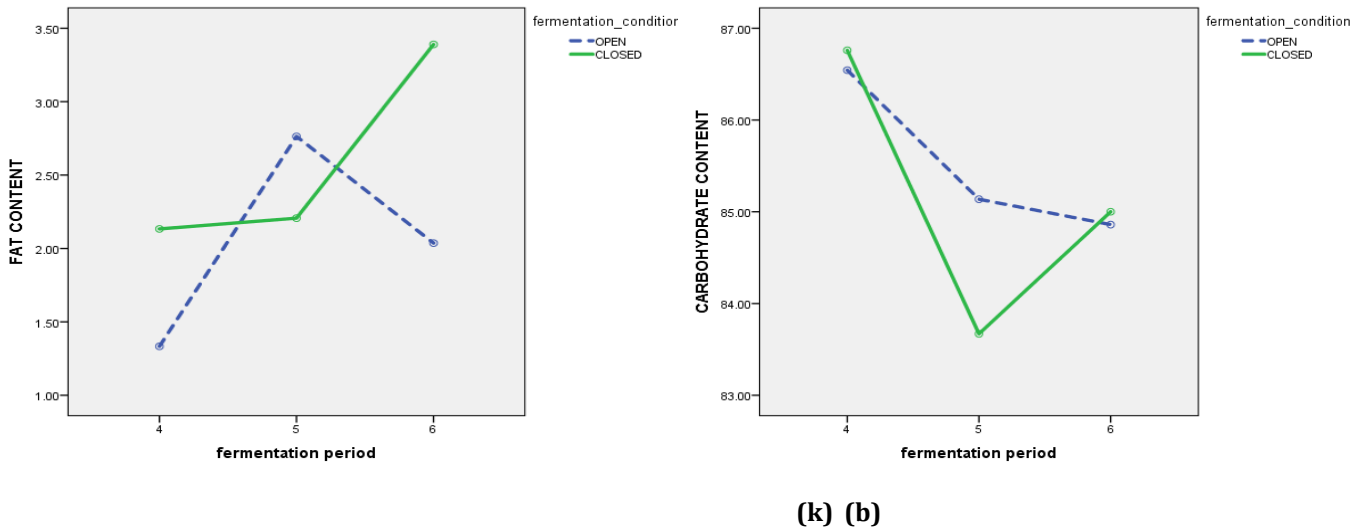 fermentation_condition
OPEN
CLOSED
3.50
3.00
2.50
2.00
1.50
1.00
FAT CONTENT
4 5 6
fermentation period
fermentation_condition
OPEN
CLOSED
87.00
86.00
85.00
84.00
83.00
CARBOHYDRATE CONTENT
4 5 6
fermentation period
(k) (b)